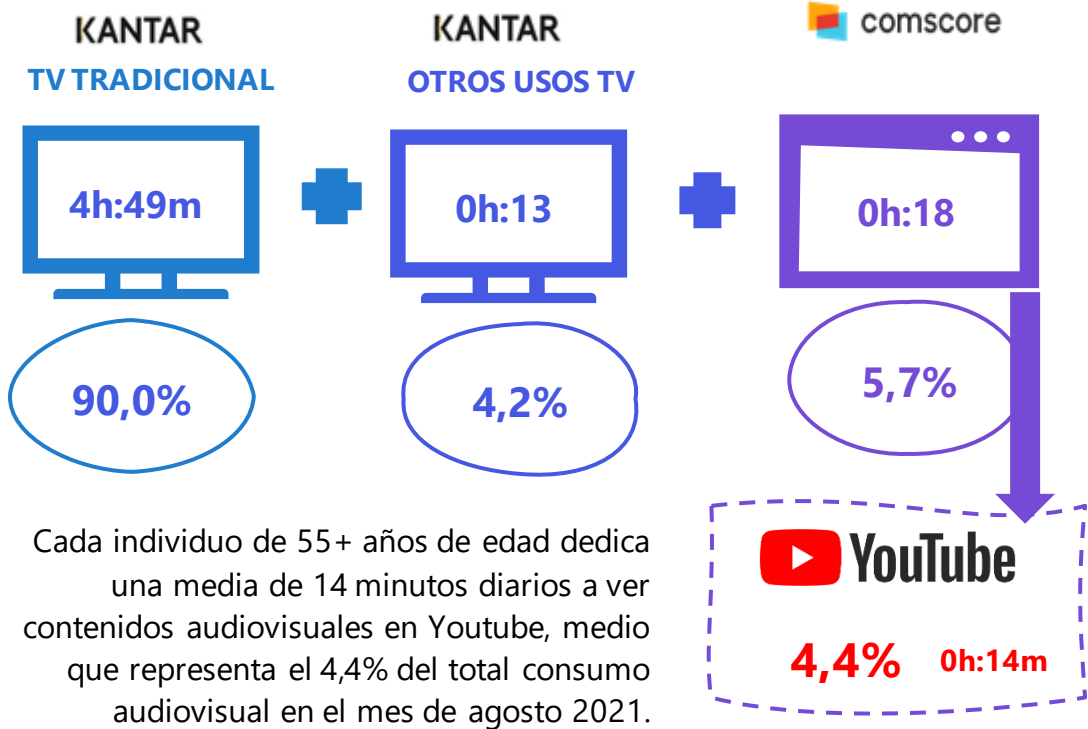 KANTAR
TV TRADICIONAL
KANTAR
OTROS USOS TV
comscore
4h:49m
0h:13
0h:18
90,0%
4,2%
5,7%
Cada individuo de 55+ años de edad dedica
una media de 14 minutos diarios a ver
contenidos audiovisuales en Youtube, medio
que representa el 4,4% del total consumo
audiovisual en el mes de agosto 2021.
YouTube
4,4% 0h:14m